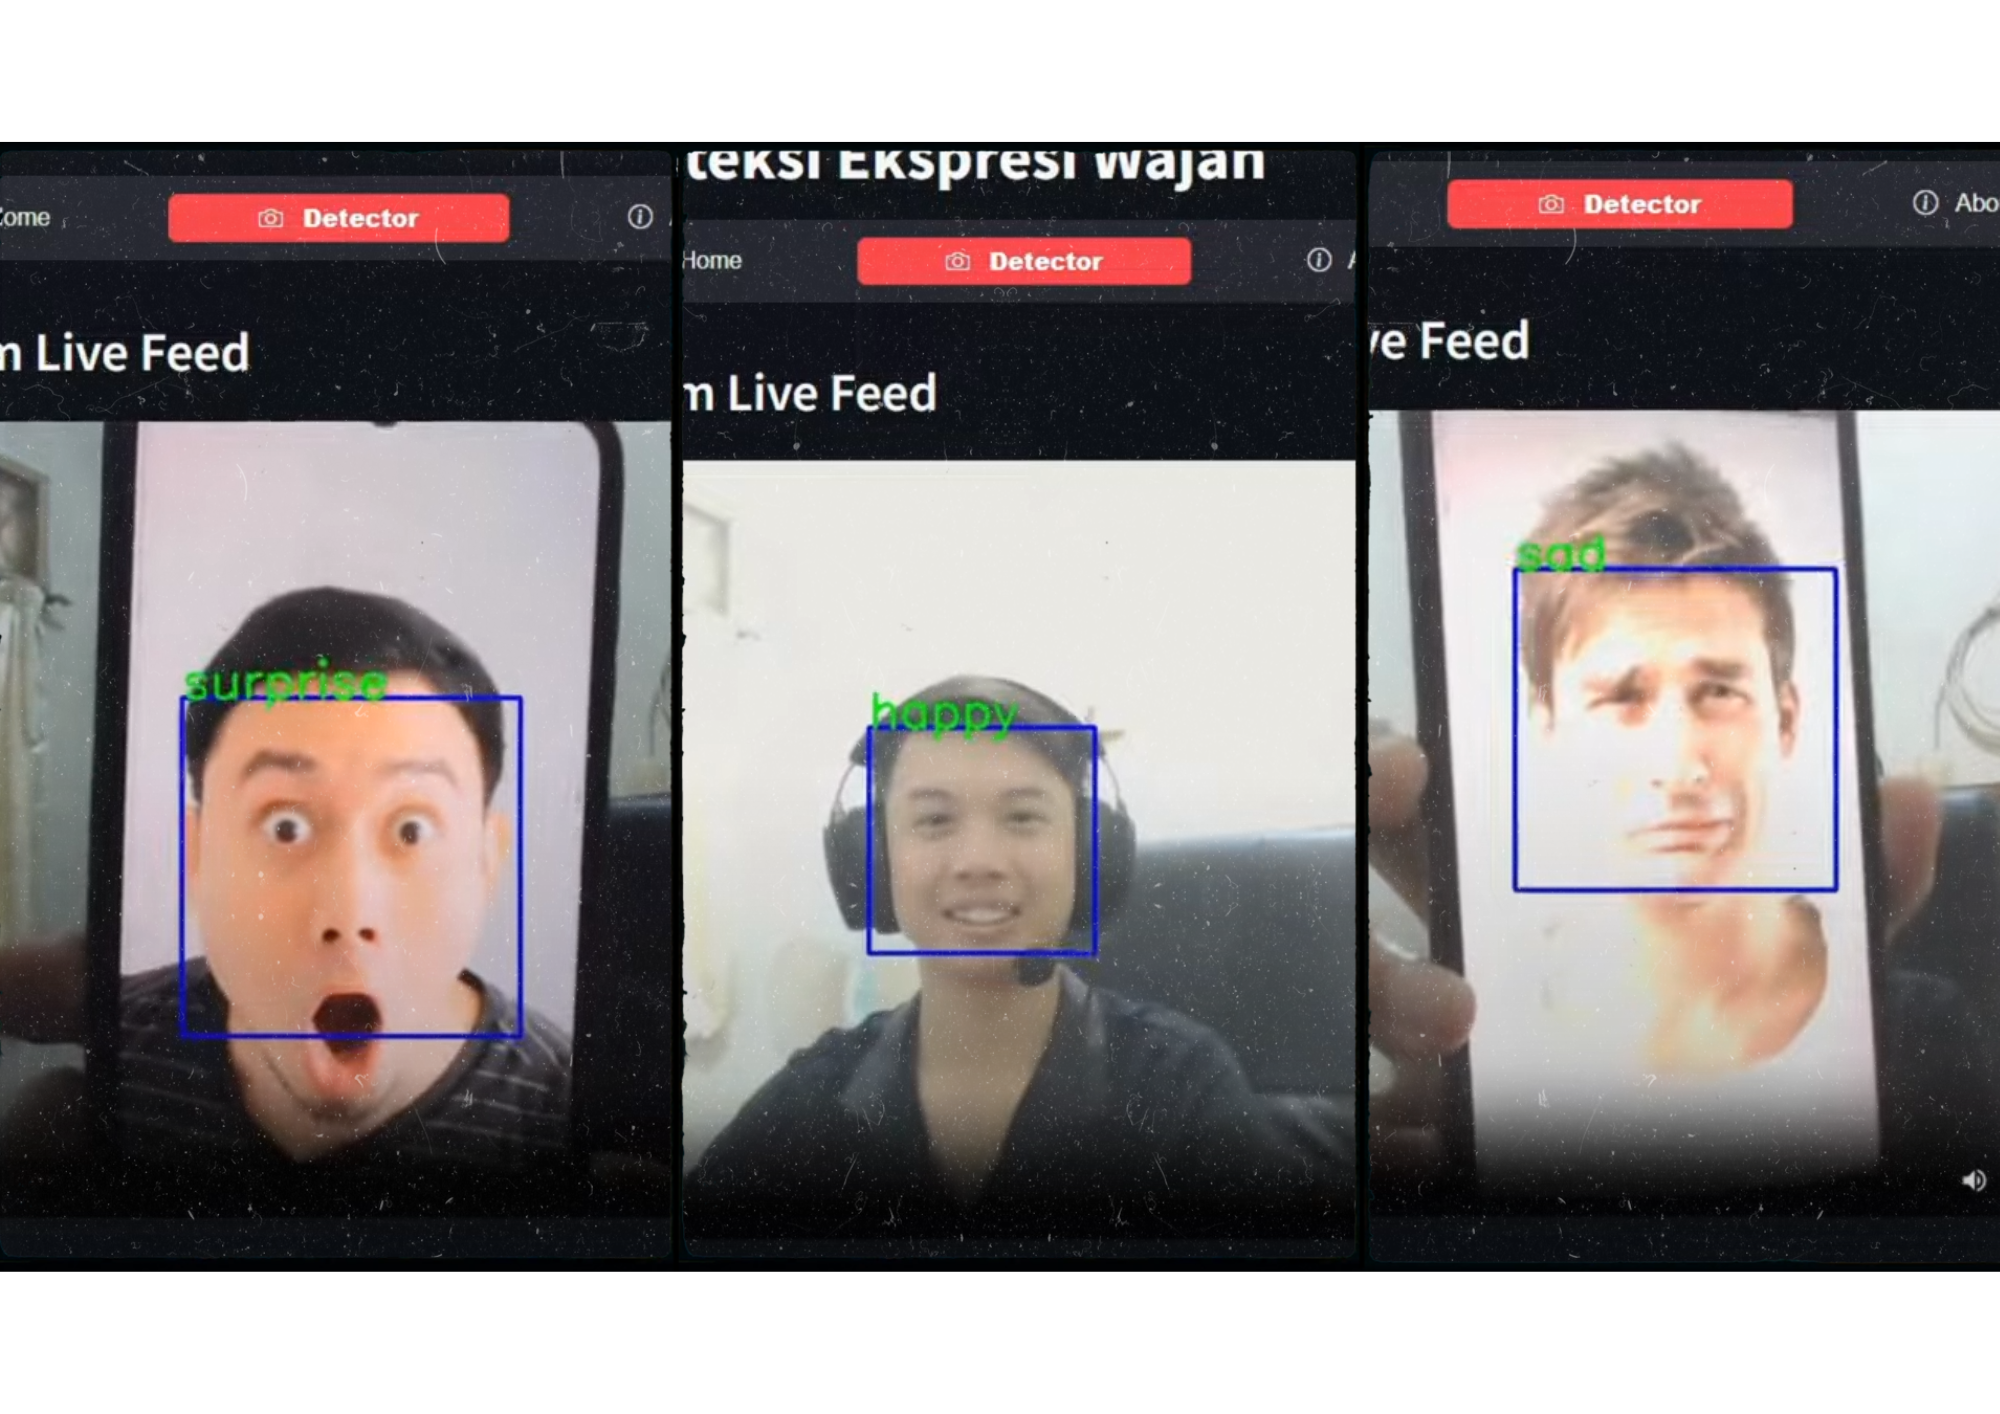 ome
Detector
m Live Feed
surprise
teksi Ekspresi Wajah
Home
Detector
A
m Live Feed
happy
Detector
Abo
ve Feed
sad